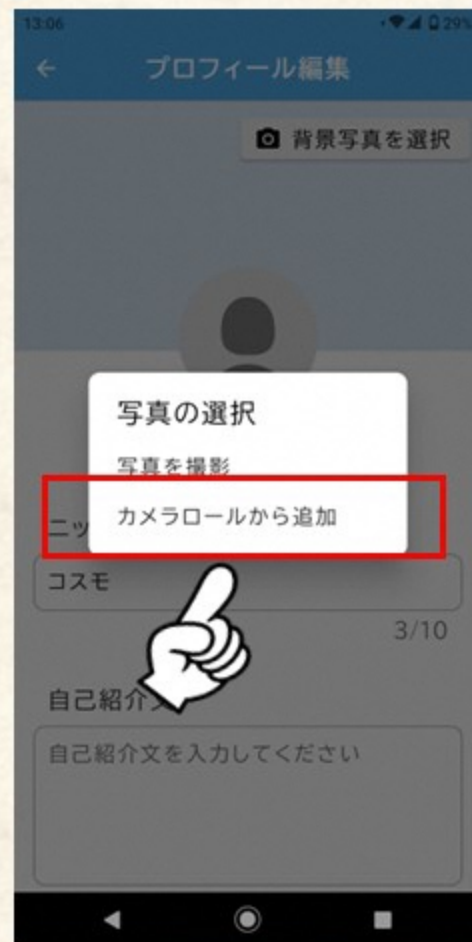 13:06
29%
プロフィール編集
背景写真を選択
写真の選択
写真を撮影
カメラロールから追加
ニッ
コスモ
3/10
自己紹介文
自己紹介文を入力してください